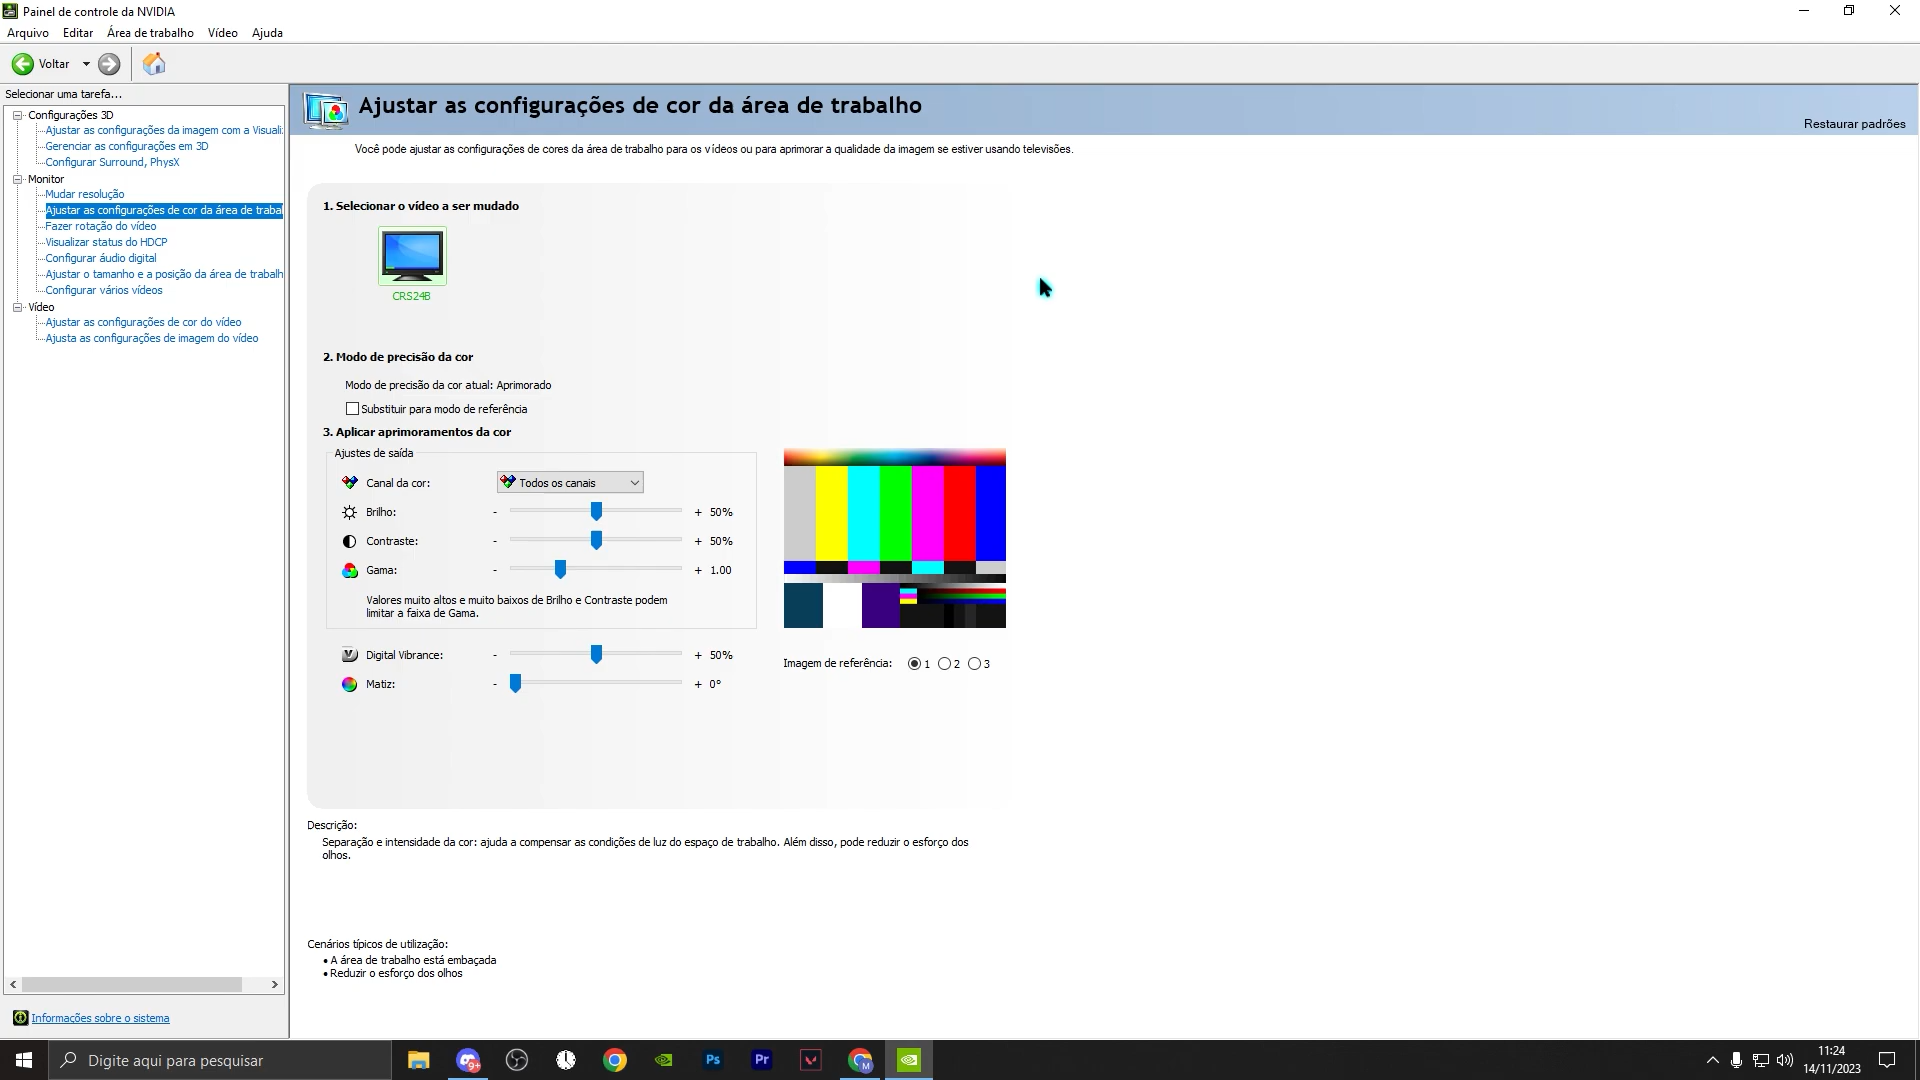 Painel de controle da NVIDIA
Arquivo Editar Área de trabalho Vídeo Ajuda
Voltar
Selecionar uma tarefa...
Configurações 3D
Ajustar as configurações da imagem com a Visuali
Gerenciar as configurações em 3D
Configurar Surround, PhysX
Monitor
Mudar resolução
Ajustar as configurações de cor da área de trabal
Fazer rotação do vídeo
Visualizar status do HDCP
Configurar áudio digital
Ajustar o tamanho e a posição da área de trabalh
Configurar vários vídeos
Vídeo
Ajustar as configurações de cor do vídeo
Ajusta as configurações de imagem do vídeo
Informações sobre o sistema
Ajustar as configurações de cor da área de trabalho
Restaurar padrões
Você pode ajustar as configurações de cores da área de trabalho para os vídeos ou para aprimorar a qualidade da imagem se estiver usando televisões.
1. Selecionar o vídeo a ser mudado
CRS24B
2. Modo de precisão da cor
Modo de precisão da cor atual: Aprimorado
Substituir para modo de referência
3. Aplicar aprimoramentos da cor
Ajustes de saída
Canal da cor: Todos os canais
Brilho: - + 50%
Contraste: - + 50%
Gama: - + 1.00
Valores muito altos e muito baixos de Brilho e Contraste podem
limitar a faixa de Gama.
Digital Vibrance: - + 50%
Matiz: - + 0°
Imagem de referência: 1 2 3
Descrição:
Separação e intensidade da cor: ajuda a compensar as condições de luz do espaço de trabalho. Além disso, pode reduzir o esforço dos
olhos.
Cenários típicos de utilização:
• A área de trabalho está embaçada
• Reduzir o esforço dos olhos
Digite aqui para pesquisar
9+
Ps
Pr
M
11:24
14/11/2023